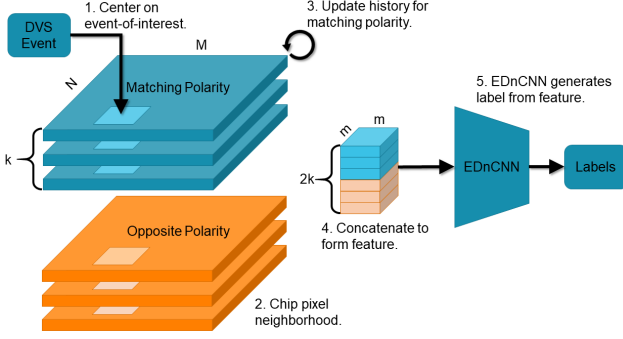 1. Center on
event-of-interest.
DVS
Event
3. Update history for
matching polarity.
M
N
Matching Polarity
k
5. EDnCNN generates
label from feature.
m
m
2k
EDnCNN
Labels
4. Concatenate to
form feature.
Opposite Polarity
2. Chip pixel
neighborhood.